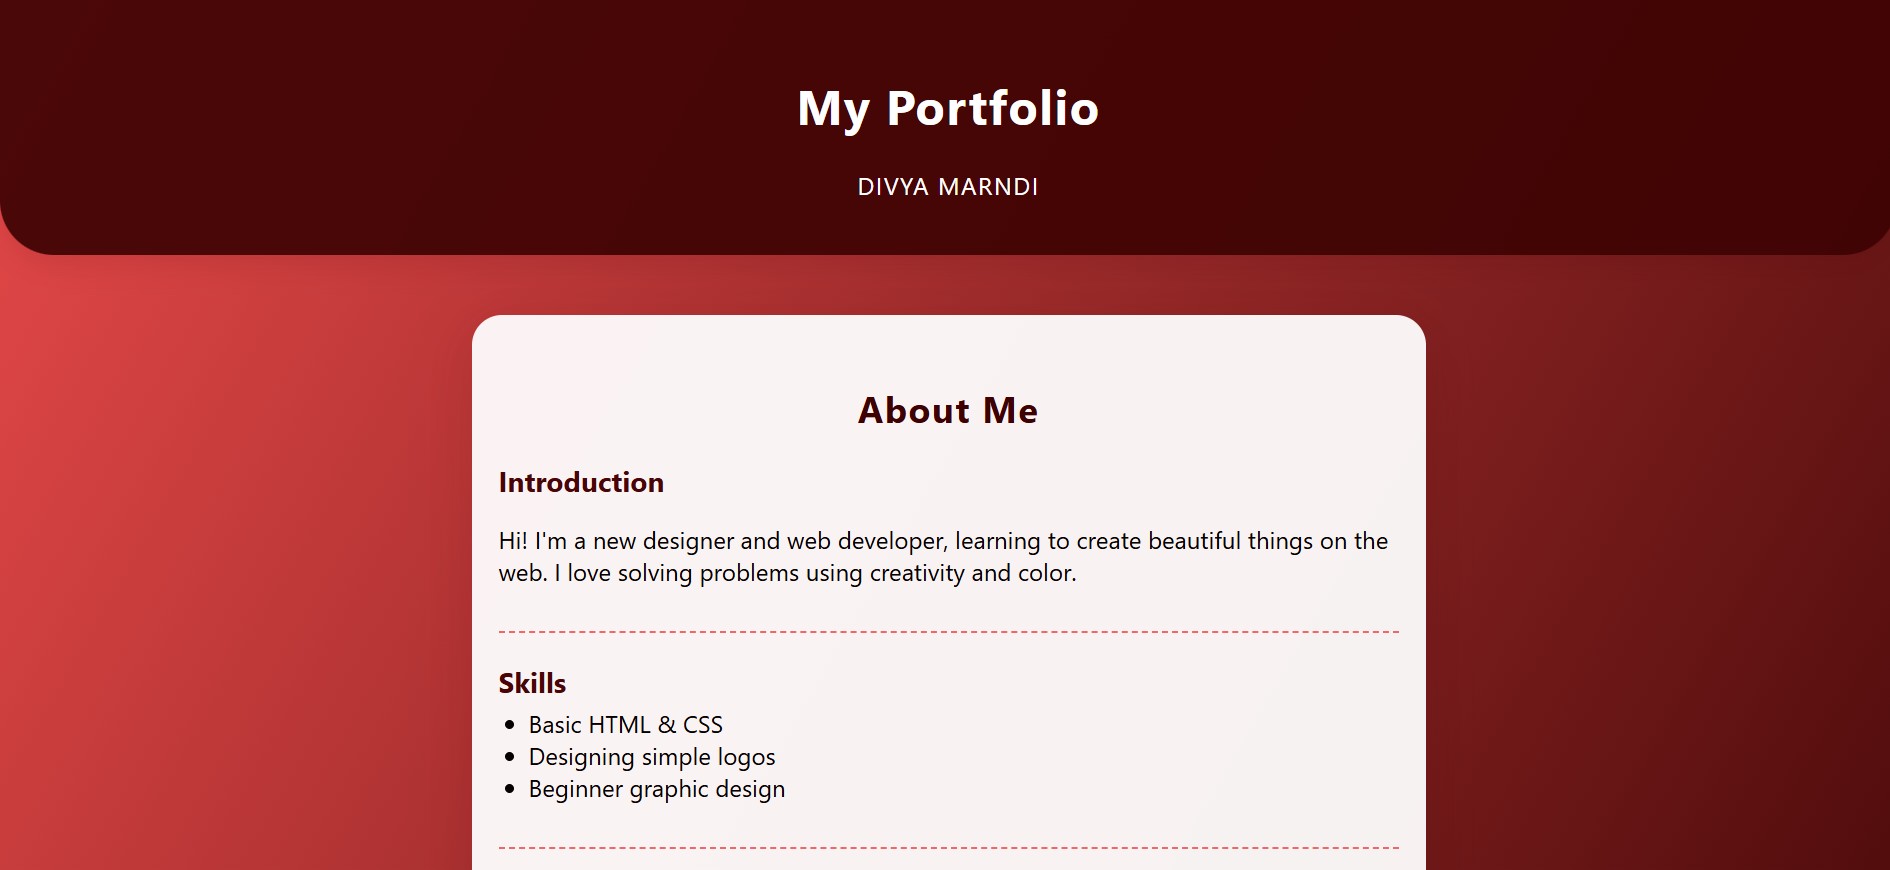 My Portfolio
DIVYA MARNDI
About Me
Introduction
Hi! I'm a new designer and web developer, learning to create beautiful things on the
web. I love solving problems using creativity and color.
Skills
Basic HTML & CSS
Designing simple logos
Beginner graphic design